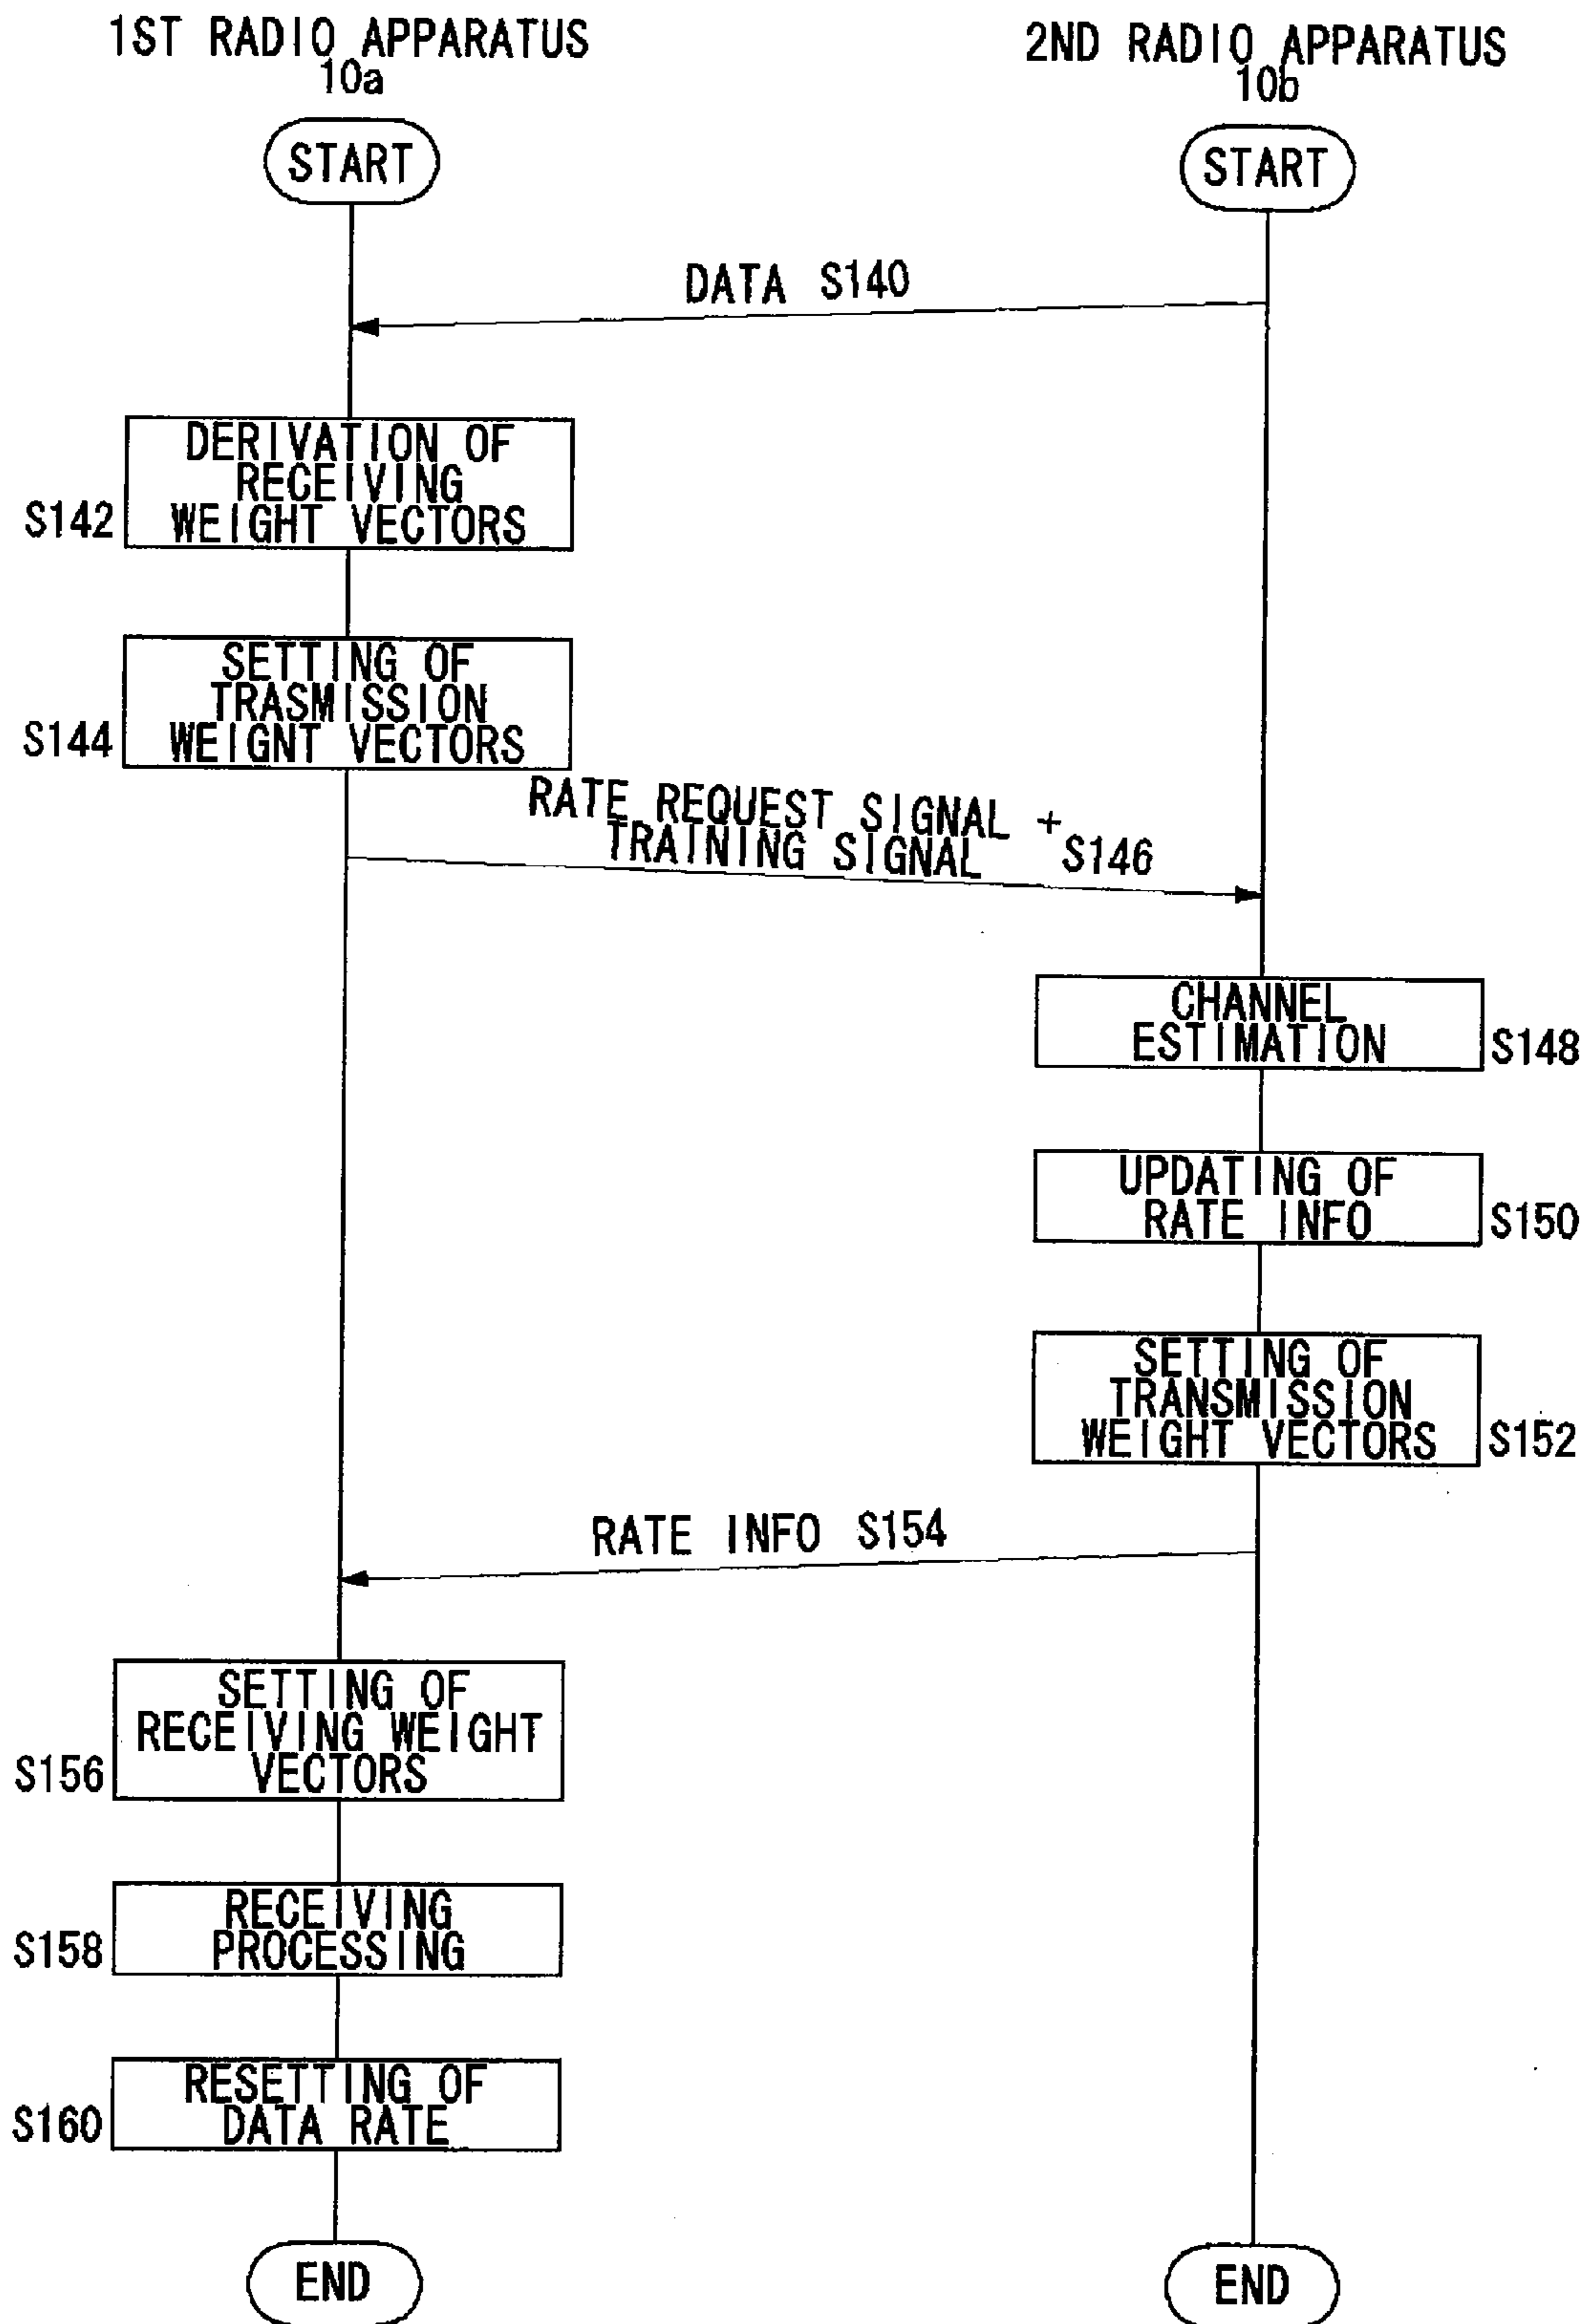 1ST RADIO APPARATUS
10a
2ND RADIO APPARATUS
10b
START
START
DATA S140
DERIVATION OF
RECEIVING
WEIGHT VECTORS
S142
SETTING OF
TRASMISSION
WEIGNT VECTORS
S144
RATE REQUEST SIGNAL +
TRAINING SIGNAL
S146
CHANNEL
ESTIMATION
S148
UPDATING OF
RATE INFO
S150
SETTING OF
TRANSMISSION
WEIGHT VECTORS
S152
RATE INFO S154
SETTING OF
RECEIVING WEIGHT
VECTORS
S156
RECEIVING
PROCESSING
S158
RESETTING OF
DATA RATE
S160
END
END